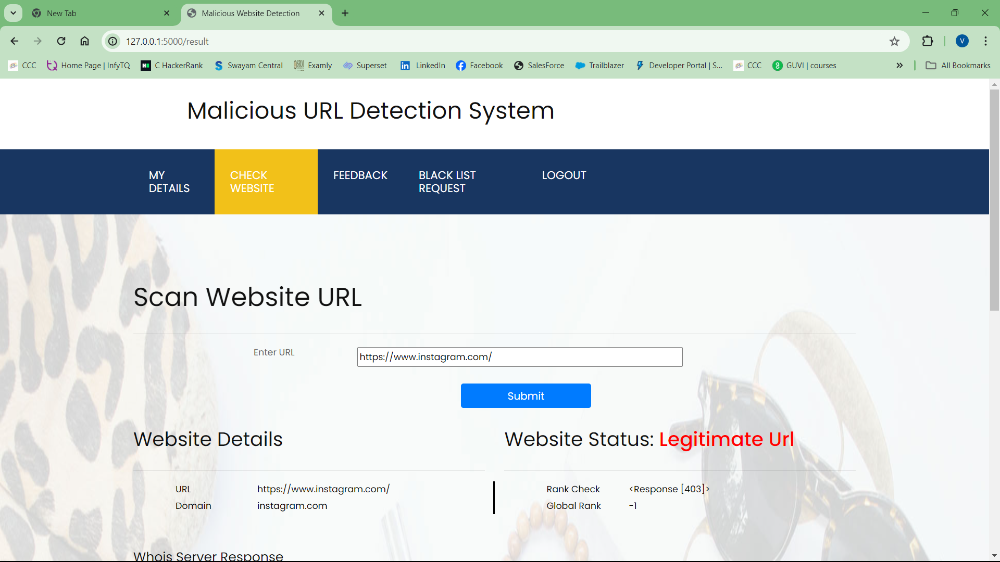 New Tab
Malicious Website Detection
127.0.0.1:5000/result
V
CCC
Home Page | InfyTQ
C HackerRank
Swayam Central
Examly
Superset
LinkedIn
Facebook
SalesForce
Trailblazer
Developer Portal | S...
CCC
GUVI | courses
All Bookmarks
Malicious URL Detection System
MY
DETAILS
CHECK
WEBSITE
FEEDBACK
BLACK LIST
REQUEST
LOGOUT
Scan Website URL
Enter URL
https://www.instagram.com/
Submit
Website Details
Website Status: Legitimate Url
URL https://www.instagram.com/
Domain instagram.com
Rank Check <Response [403]>
Global Rank -1
Whois Server Response